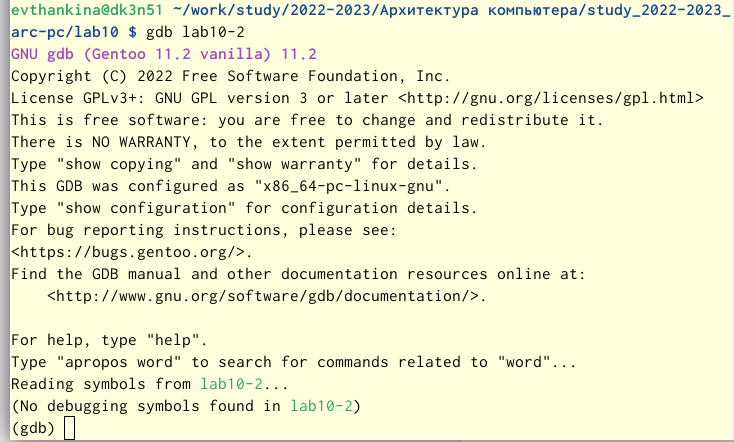 evthankina@dk3n51 ~/work/study/2022-2023/Архитектура компьютера/study_2022-2023_
arc-pc/lab10 $ gdb lab10-2
GNU gdb (Gentoo 11.2 vanilla) 11.2
Copyright (C) 2022 Free Software Foundation, Inc.
License GPLv3+: GNU GPL version 3 or later <http://gnu.org/licenses/gpl.html>
This is free software: you are free to change and redistribute it.
There is NO WARRANTY, to the extent permitted by law.
Type "show copying" and "show warranty" for details.
This GDB was configured as "x86_64-pc-linux-gnu".
Type "show configuration" for configuration details.
For bug reporting instructions, please see:
<https://bugs.gentoo.org/>.
Find the GDB manual and other documentation resources online at:
    <http://www.gnu.org/software/gdb/documentation/>.

For help, type "help".
Type "apropos word" to search for commands related to "word"...
Reading symbols from lab10-2...
(No debugging symbols found in lab10-2)
(gdb)